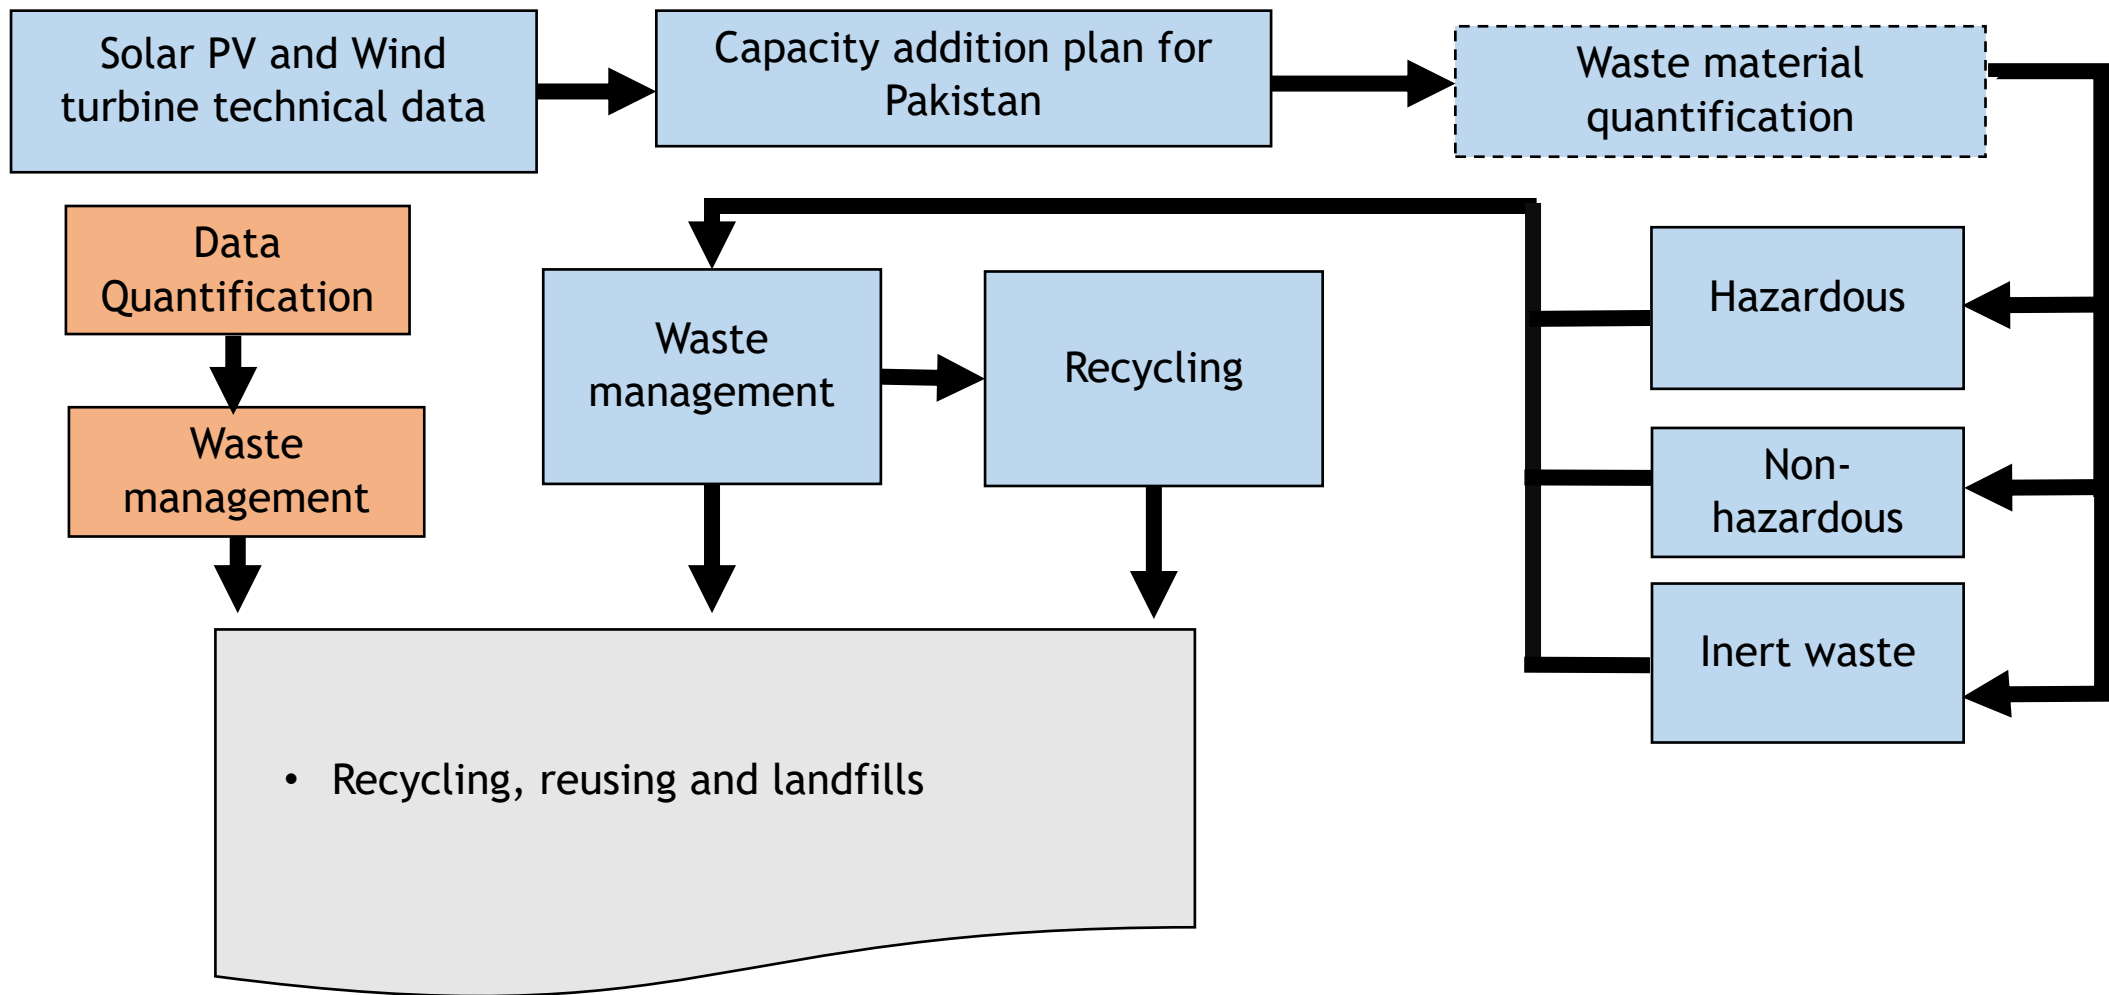 Solar PV and Wind
turbine technical data
Capacity addition plan for
Pakistan
Waste material
quantification
Data
Quantification
Waste
management
Waste
management
Recycling
Hazardous
Non-
hazardous
Inert waste
• Recycling, reusing and landfills